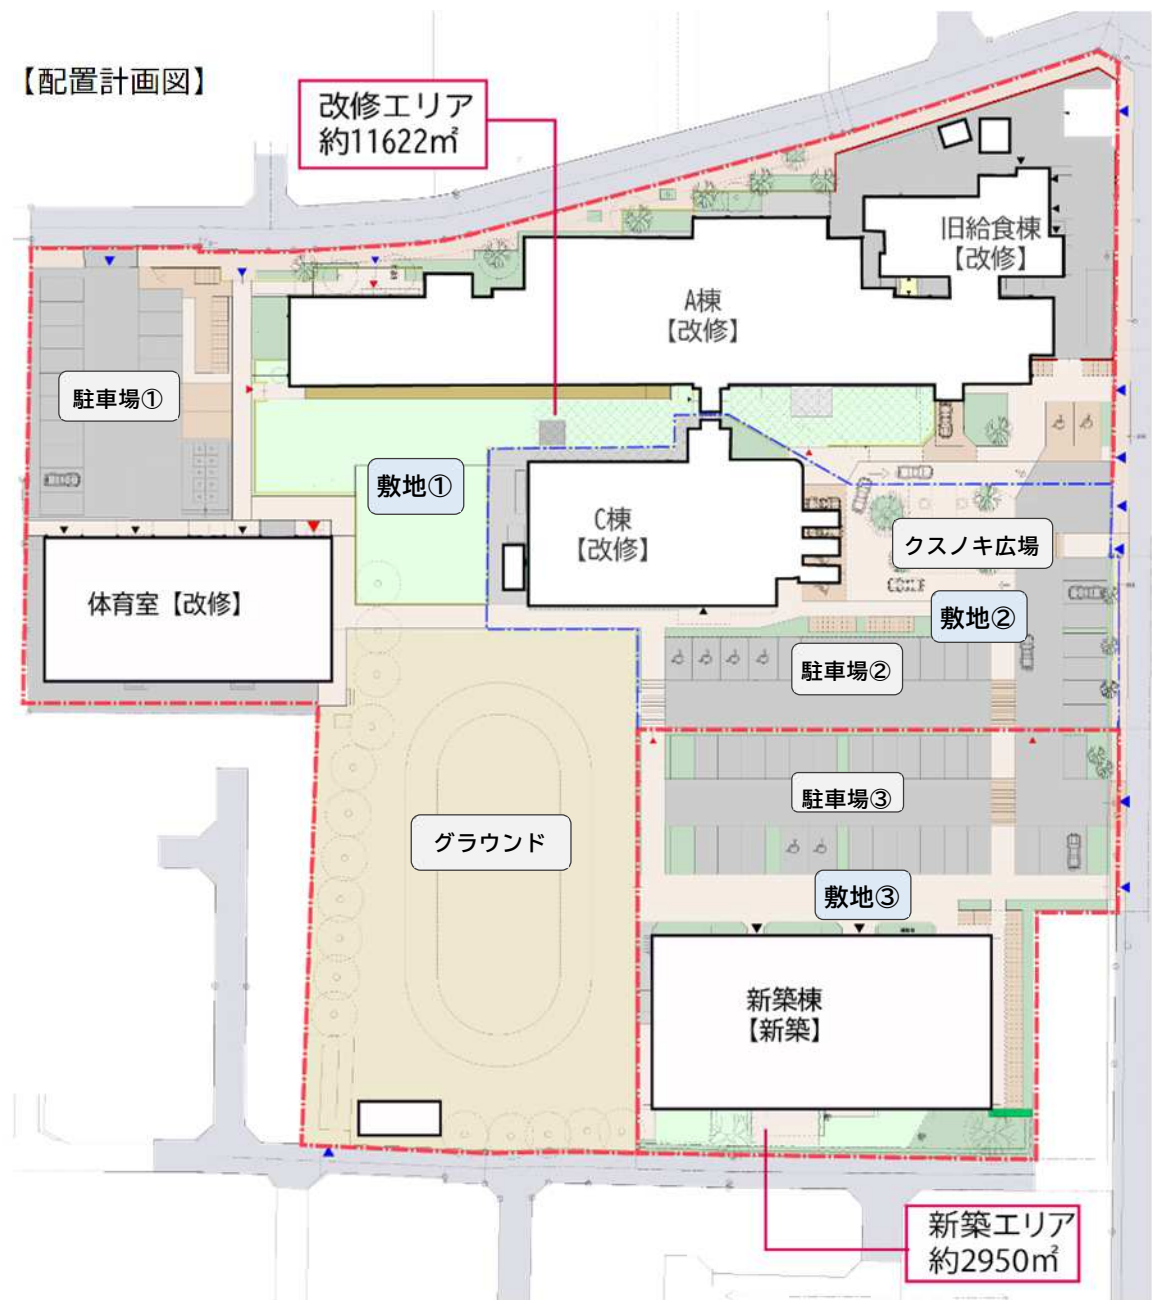 【配置計画図】
改修エリア
約11622㎡
旧給食棟
【改修】
A棟
【改修】
駐車場①
敷地①
C棟
【改修】
クスノキ広場
体育室【改修】
敷地②
駐車場②
駐車場③
グラウンド
敷地③
新築棟
【新築】
新築エリア
約2950㎡